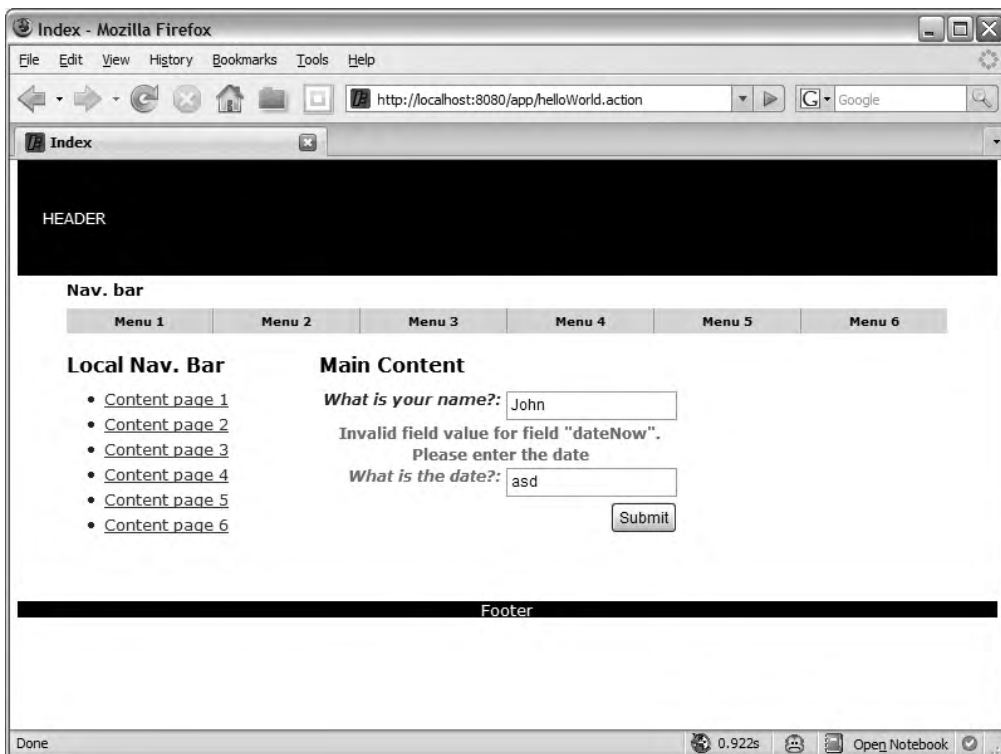 Index - Mozilla Firefox
File Edit View History Bookmarks Tools Help
http://localhost:8080/app/helloWorld.action G Google
Index
HEADER
Nav. bar
Menu 1 Menu 2 Menu 3 Menu 4 Menu 5 Menu 6
Local Nav. Bar
Content page 1
Content page 2
Content page 3
Content page 4
Content page 5
Content page 6
Main Content
What is your name?: John
Invalid field value for field "dateNow".
Please enter the date
What is the date?: asd
Submit
Footer
Done 0.922s Open Notebook